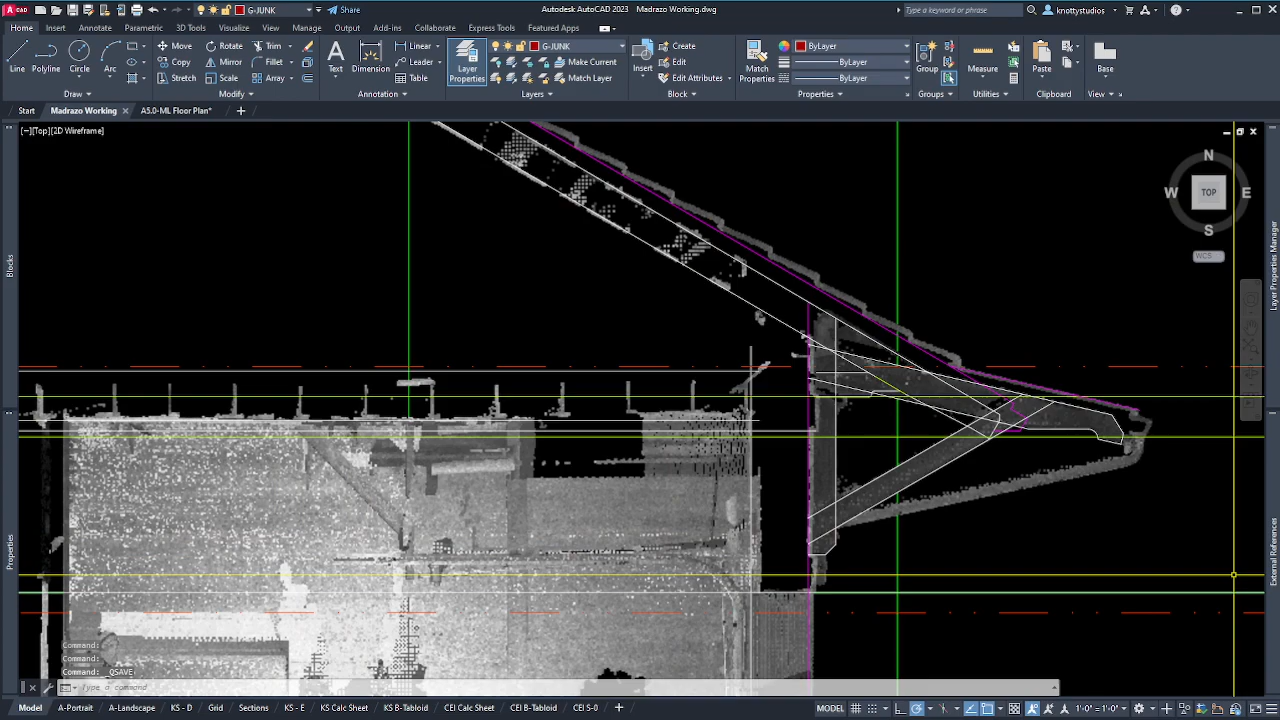 CAD
G-JUNK
Share
Autodesk AutoCAD 2023 Madrazo Working.dwg
Type a keyword or phrase
knottystudios
Home Insert Annotate Parametric 3D Tools Visualize View Manage Output Add-ins Collaborate Express Tools Featured Apps
Line Polyline Circle Arc
Move Rotate Trim
Copy Mirror Fillet
Stretch Scale Array
Text Dimension
Linear
Leader
Table
Layer Properties
G-JUNK
Make Current
Match Layer
Insert
Create
Edit
Edit Attributes
Match Properties
ByLayer
ByLayer
ByLayer
Group
Measure
Paste
Base
Draw Modify Annotation Layers Block Properties Groups Utilities Clipboard View
Start Madrazo Working A5.0-ML Floor Plan*
[−][Top][2D Wireframe]
N
W TOP E
S
WCS
Blocks
Properties
Layer Properties Manager
External References
Command:
Command:
Command: _QSAVE
Type a command
Model A-Portrait A-Landscape KS - D Grid Sections KS - E KS Calc Sheet KS B-Tabloid CEI Calc Sheet CEI B-Tabloid CEI S-0
MODEL 1'-0" = 1'-0"